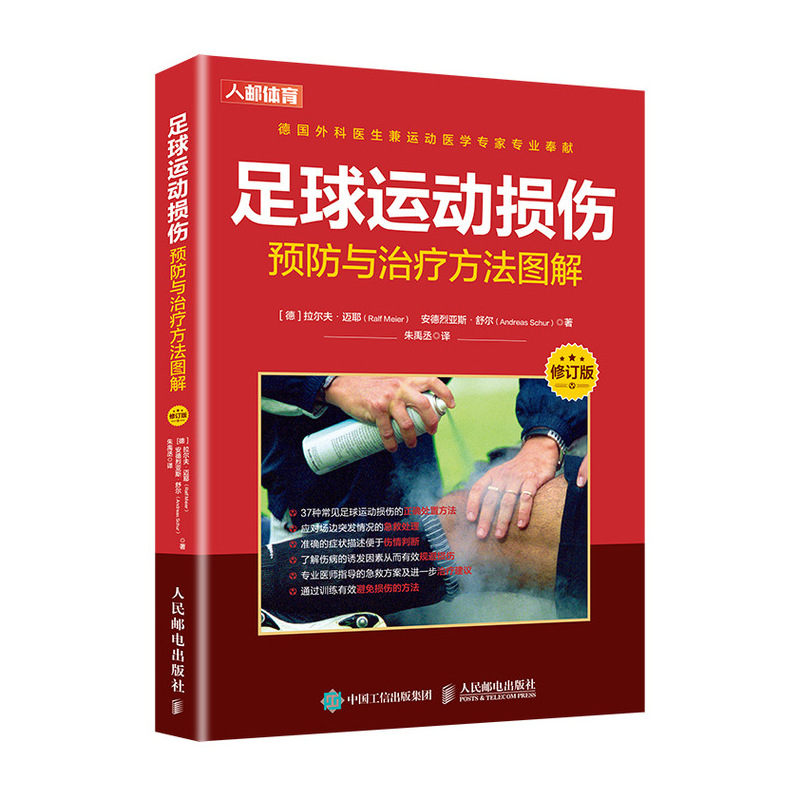 人邮体育
德国外科医生兼运动医学专家专业奉献
足球运动损伤
预防与治疗方法图解
[德]拉尔夫·迈耶(Ralf Meier) 安德烈亚斯·舒尔(Andreas Schur)◎著
朱禹丞◎译
修订版
37种常见足球运动损伤的正确处置方法
应对场边突发情况的急救处理
准确的症状描述便于伤情判断
了解伤病的诱发因素从而有效规避损伤
专业医师指导的急救方案及进一步治疗建议
通过训练有效避免损伤的方法
中国工信出版集团
人民邮电出版社
POSTS & TELECOM PRESS
足球运动损伤
预防与治疗方法图解
修订版
[德]拉尔夫·迈耶(Ralf Meier)
安德烈亚斯·舒尔(Andreas Schur)◎著
朱禹丞◎译
人民邮电出版社